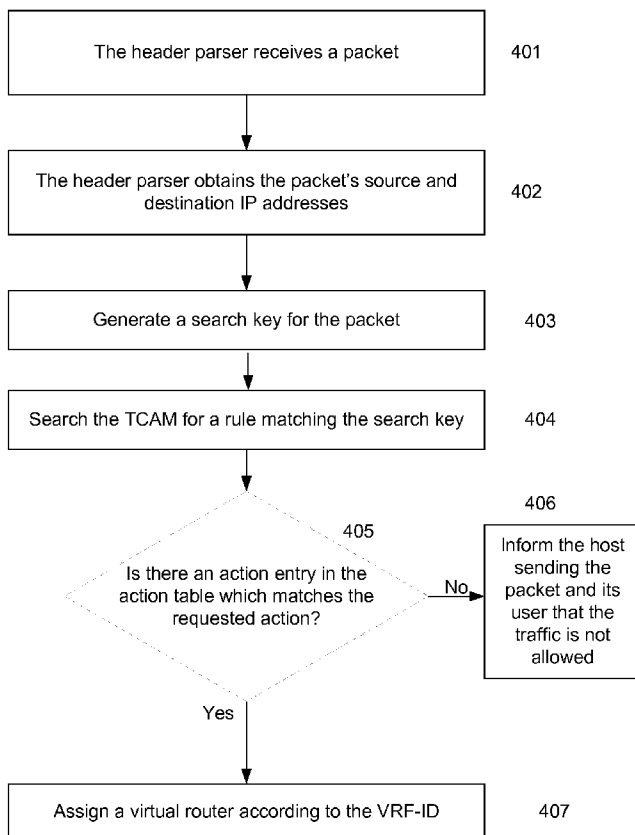 The header parser receives a packet
401
The header parser obtains the packet's source and
destination IP addresses
402
Generate a search key for the packet
403
Search the TCAM for a rule matching the search key
404
405
Is there an action entry in the
action table which matches the
requested action?
No
406
Inform the host
sending the
packet and its
user that the
traffic is not
allowed
Yes
Assign a virtual router according to the VRF-ID
407